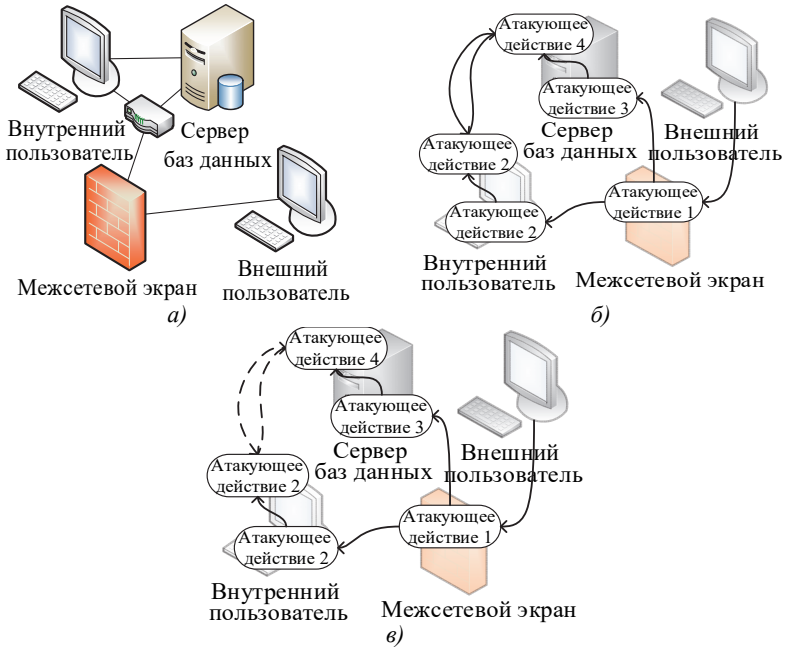 Внутренний
пользователь
Сервер
баз данных
Межсетевой экран
Внешний
пользователь
а)
Атакующее
действие 4
Атакующее
действие 3
Сервер
баз данных
Внешний
пользователь
Атакующее
действие 2
Атакующее
действие 2
Атакующее
действие 1
Внутренний
пользователь
Межсетевой экран
б)
Атакующее
действие 4
Атакующее
действие 3
Сервер
баз данных
Внешний
пользователь
Атакующее
действие 2
Атакующее
действие 2
Атакующее
действие 1
Внутренний
пользователь
Межсетевой экран
в)